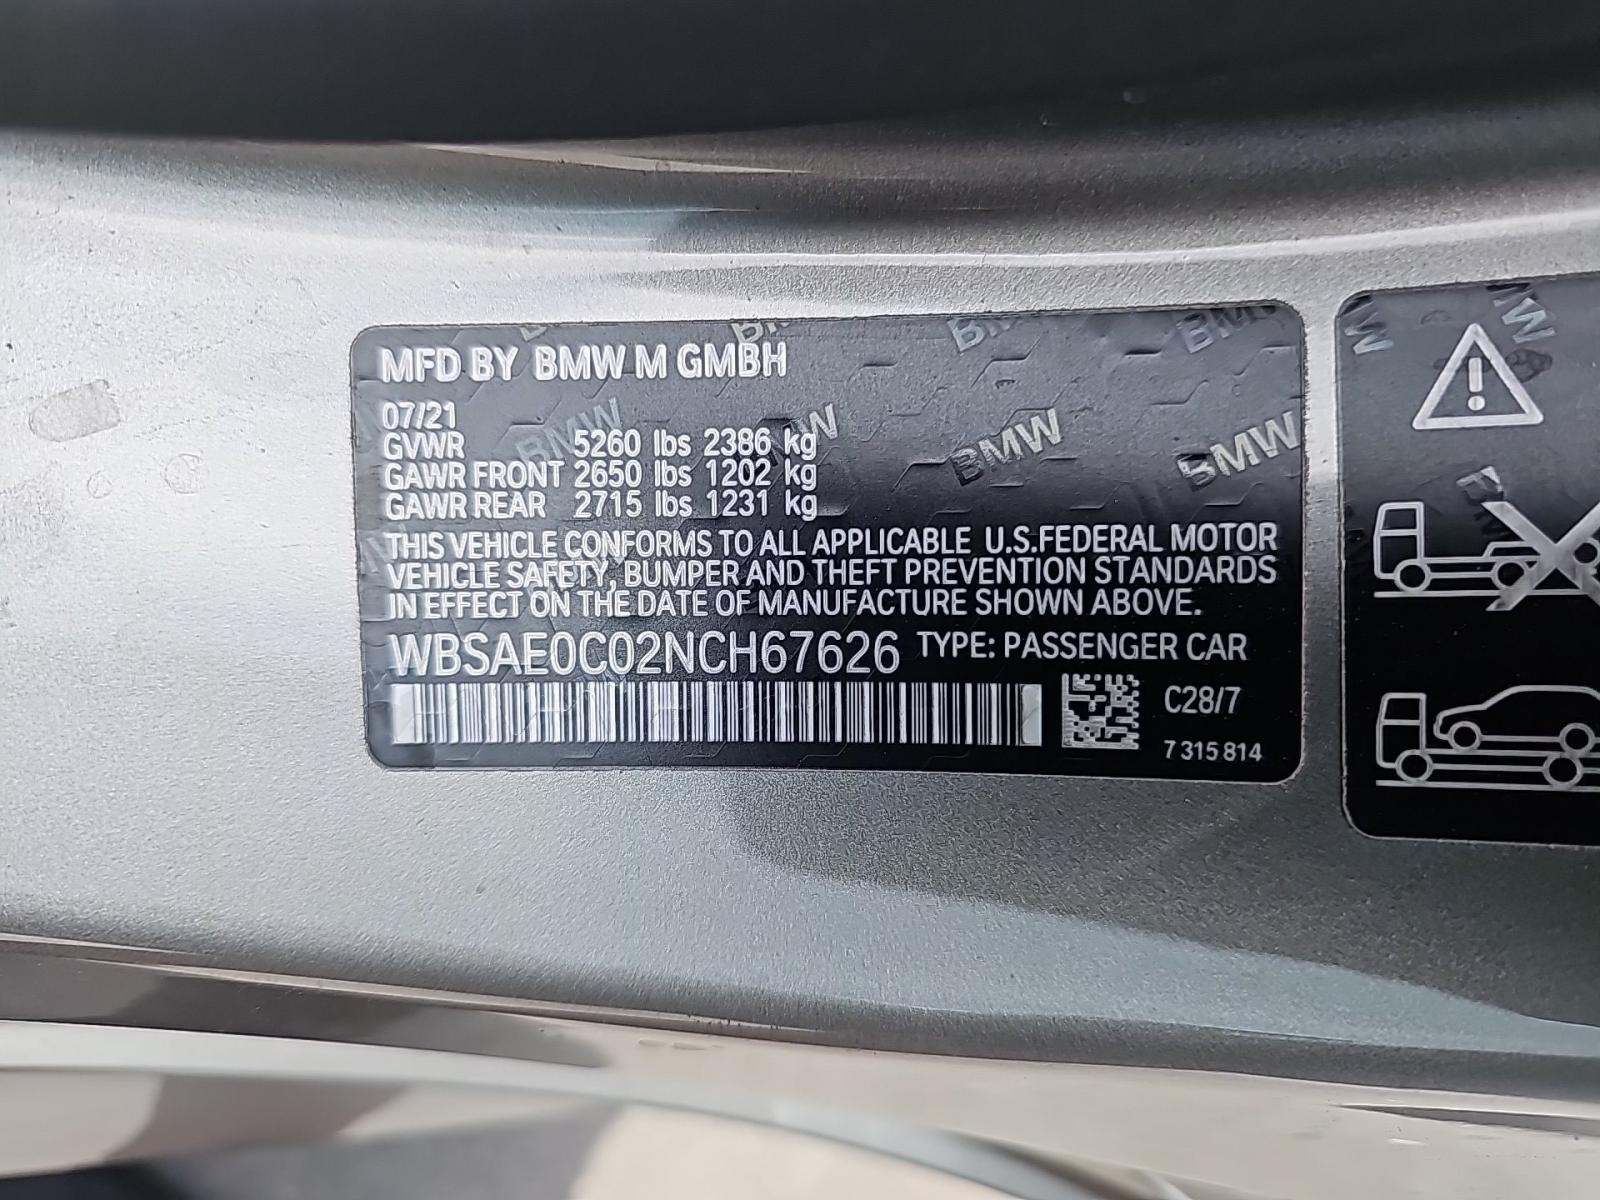 MFD BY BMW M GMBH
07/21
GVWR 5260 lbs 2386 kg
GAWR FRONT 2650 lbs 1202 kg
GAWR REAR 2715 lbs 1231 kg
THIS VEHICLE CONFORMS TO ALL APPLICABLE U.S.FEDERAL MOTOR
VEHICLE SAFETY, BUMPER AND THEFT PREVENTION STANDARDS
IN EFFECT ON THE DATE OF MANUFACTURE SHOWN ABOVE.
WBSAE0C02NCH67626 TYPE: PASSENGER CAR
C28/7
7 315 814